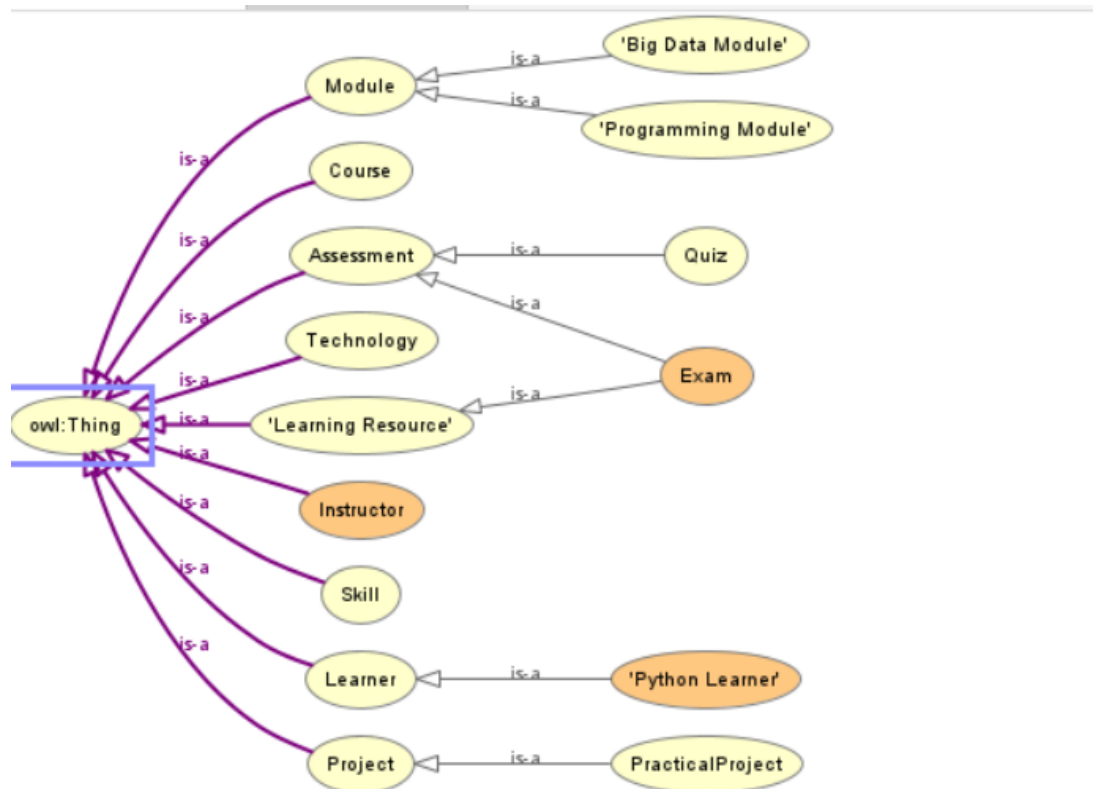 is-a
'Big Data Module'
Module
is-a
'Programming Module'
is-a
Course
is-a
Assessment
is-a
Quiz
is-a
is-a
Technology
is-a
Exam
is-a
owl:Thing
is-a
'Learning Resource'
is-a
Instructor
is-a
Skill
is-a
is-a
Learner
is-a
'Python Learner'
Project
is-a
PracticalProject